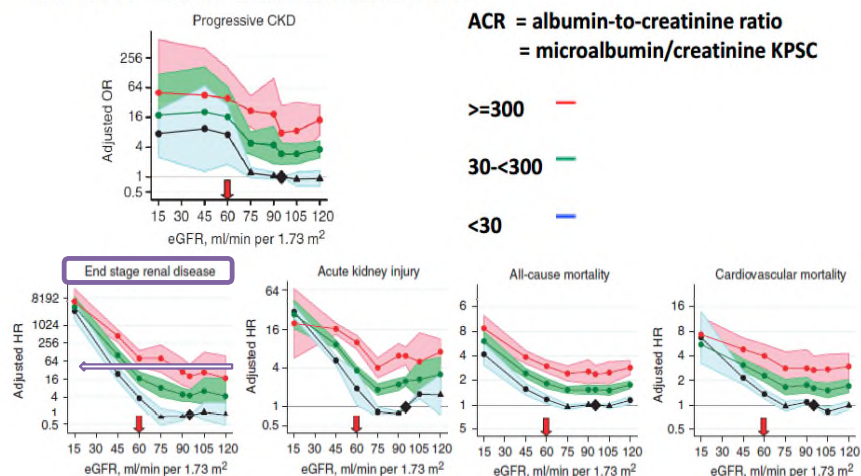 Progressive CKD
256
64
16
4
1
0.5
Adjusted OR
15 30 45 60 75 90 105 120
eGFR, ml/min per 1.73 m²
ACR = albumin-to-creatinine ratio
= microalbumin/creatinine KPSC
>=300
30-<300
<30
End stage renal disease
8192
1024
256
64
16
4
1
0.5
Adjusted HR
15 30 45 60 75 90 105 120
eGFR, ml/min per 1.73 m²
Acute kidney injury
64
16
4
1
0.5
Adjusted HR
15 30 45 60 75 90 105 120
eGFR, ml/min per 1.73 m²
All-cause mortality
6
8
4
2
1
5
Adjusted HR
15 30 45 60 75 90 105 120
eGFR, ml/min per 1.73 m²
Cardiovascular mortality
16
8
4
2
1
0.5
Adjusted HR
15 30 45 60 75 90 105 120
eGFR, ml/min per 1.73 m²